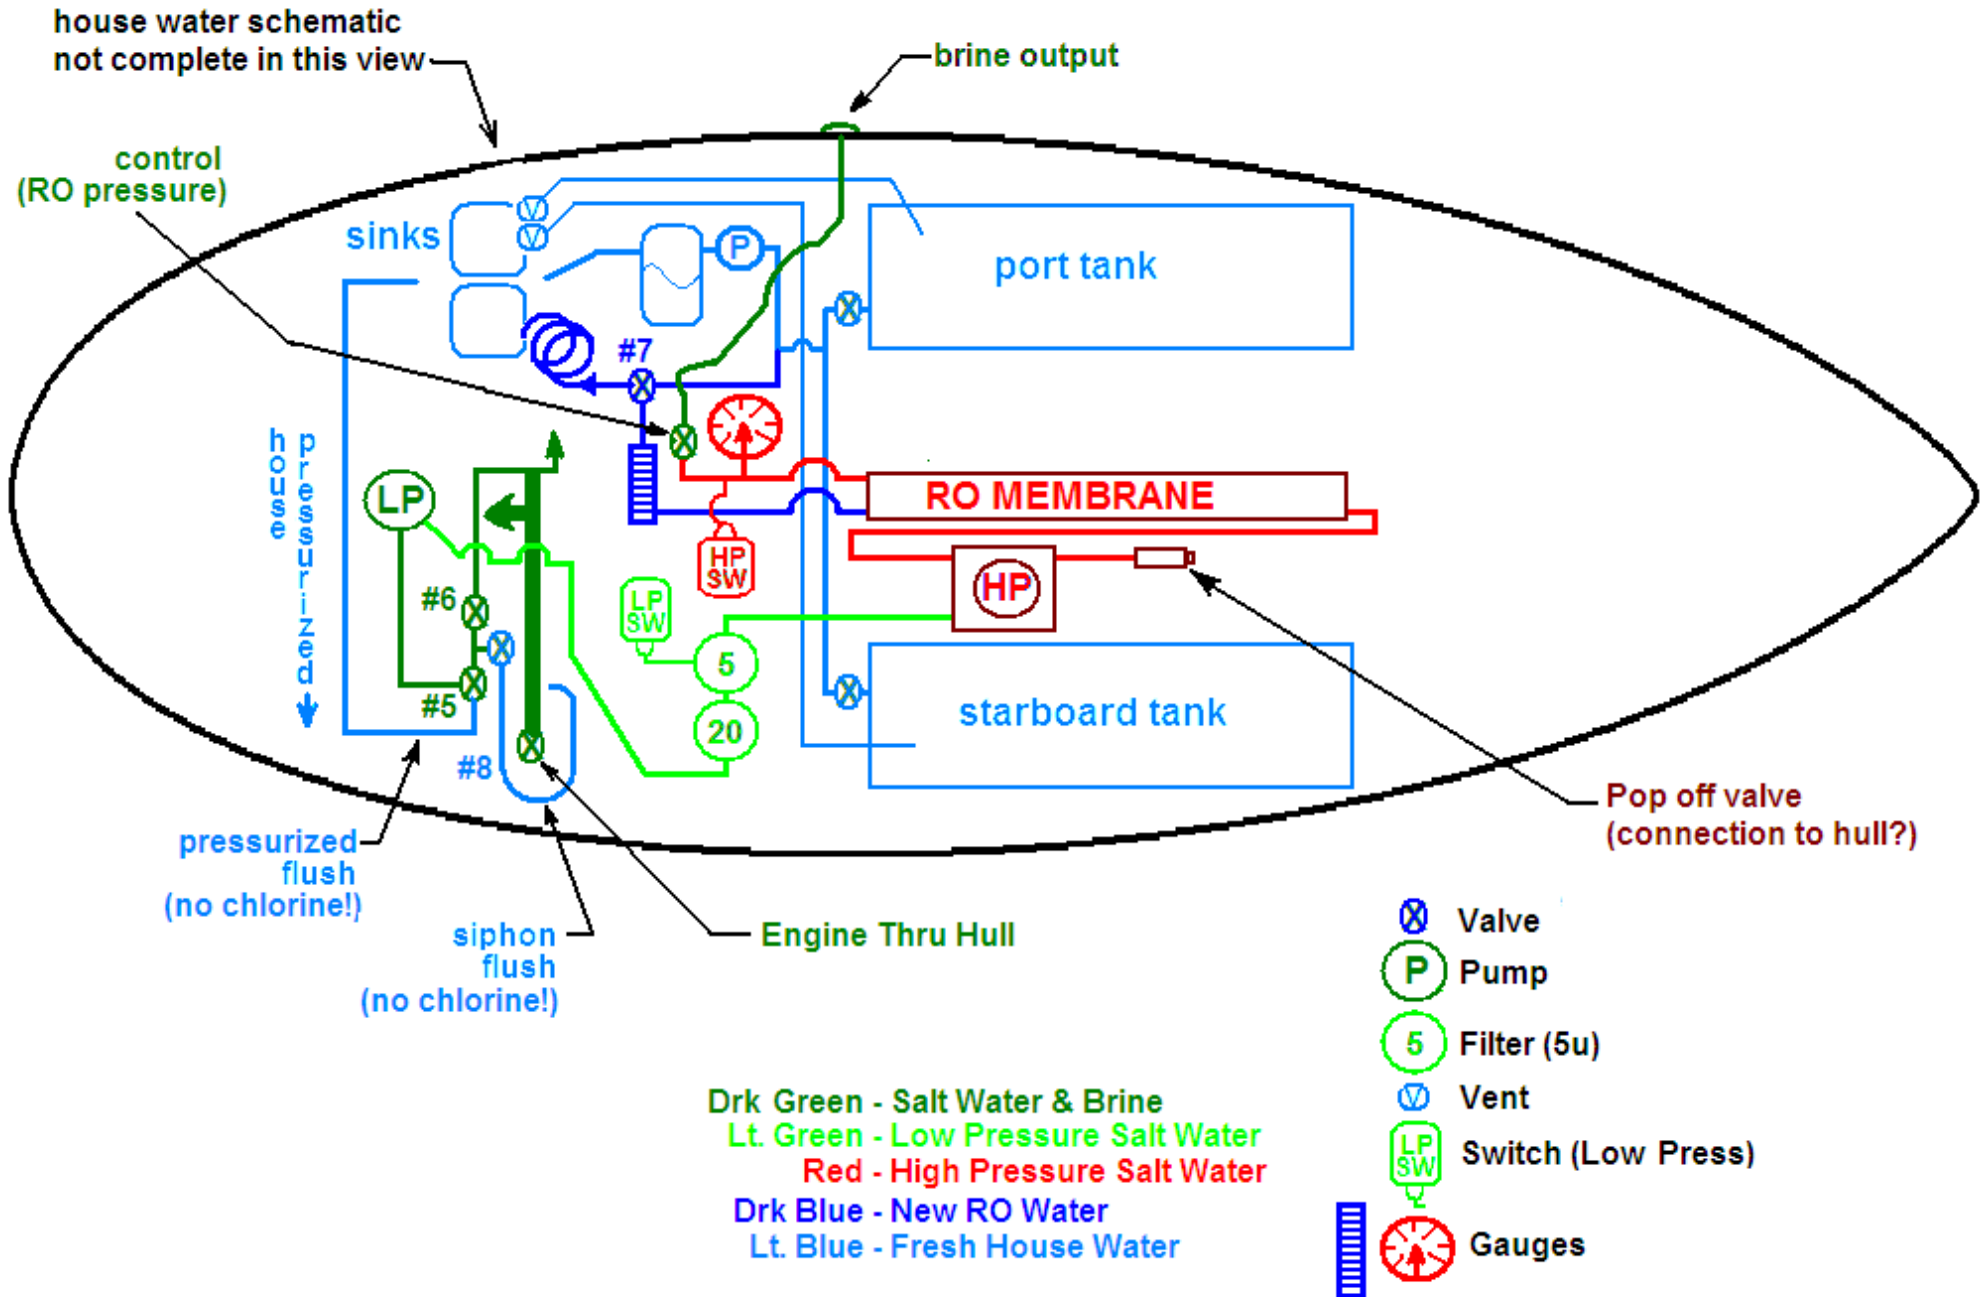 house water schematic
not complete in this view
brine output
control
(RO pressure)
sinks
V
V
P
port tank
#7
pressurized
house
LP
RO MEMBRANE
HP
SW
HP
LP
SW
#6
5
#5
20
starboard tank
#8
Pop off valve
(connection to hull?)
pressurized
flush
(no chlorine!)
siphon
flush
(no chlorine!)
Engine Thru Hull
Valve
P Pump
5 Filter (5u)
V Vent
LP
SW
Switch (Low Press)
Gauges
Drk Green - Salt Water & Brine
Lt. Green - Low Pressure Salt Water
Red - High Pressure Salt Water
Drk Blue - New RO Water
Lt. Blue - Fresh House Water